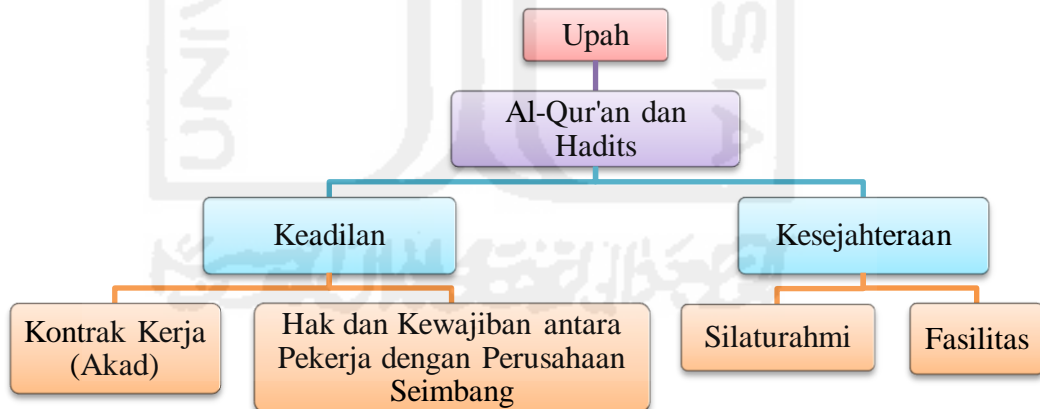 Upah
Al-Qur'an dan
Hadits
Keadilan
Kesejahteraan
Kontrak Kerja
(Akad)
Hak dan Kewajiban antara
Pekerja dengan Perusahaan
Seimbang
Silaturahmi
Fasilitas